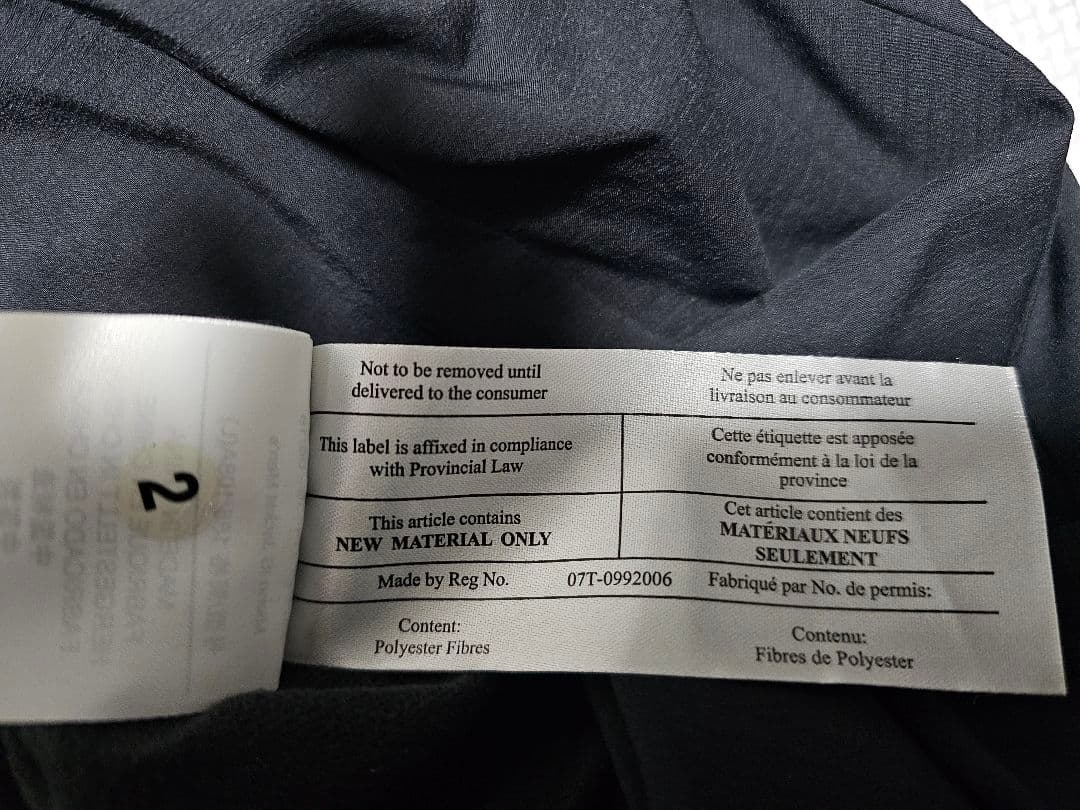 Not to be removed until
delivered to the consumer
Ne pas enlever avant la
livraison au consommateur
This label is affixed in compliance
with Provincial Law
Cette étiquette est apposée
conformément à la loi de la
province
This article contains
NEW MATERIAL ONLY
Cet article contient des
MATÉRIAUX NEUFS
SEULEMENT
Made by Reg No. 07T-0992006 Fabriqué par No. de permis:
Content:
Polyester Fibres
Contenu:
Fibres de Polyester
2